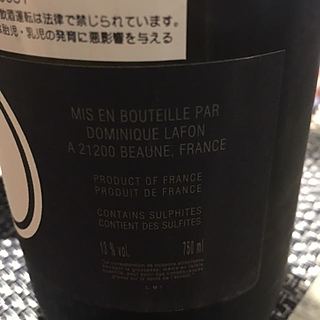 飲酒運転は法律で禁じられています。
胎児・乳児の発育に悪影響を与える
MIS EN BOUTEILLE PAR
DOMINIQUE LAFON
A 21200 BEAUNE, FRANCE
PRODUCT OF FRANCE
PRODUIT DE FRANCE
CONTAINS SULPHITES
CONTIENT DES SULFITES
13 % vol. 750 ml